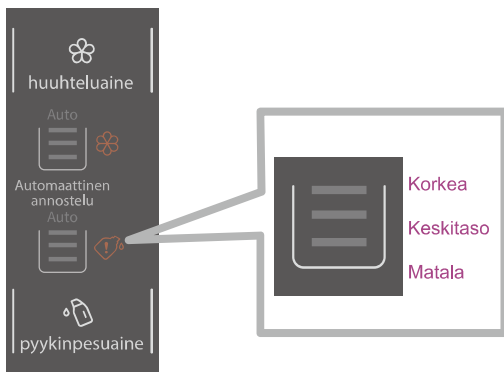 huuhteluaine
Auto
Automaattinen
annostelu
Auto
pyykinpesuaine
Korkea
Keskitaso
Matala